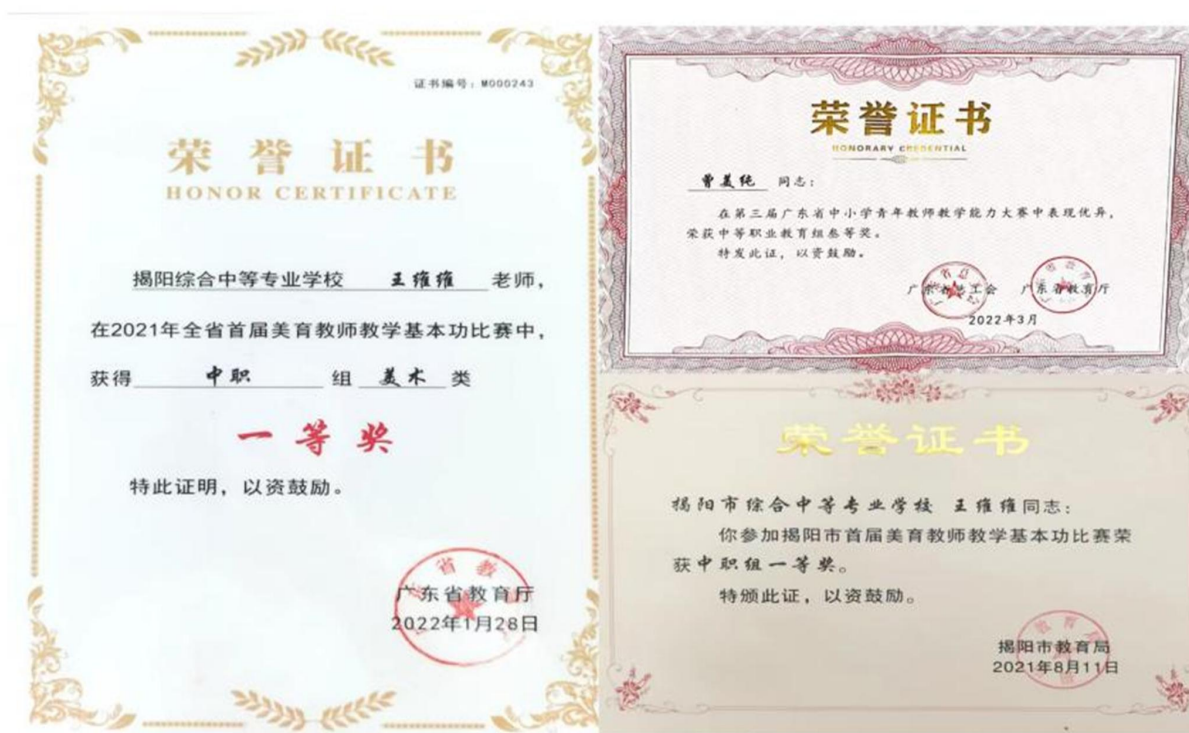 证书编号：M000243
荣誉证书
HONOR CERTIFICATE
揭阳综合中等专业学校 王维维 老师，
在2021年全省首届美育教师教学基本功比赛中，
获得 中职 组 美术 类
一等奖
特此证明，以资鼓励。
广东省教育厅
2022年1月28日
荣誉证书
HONORARY CREDENTIAL
曾美纯 同志：
在第三届广东省中小学青年教师教学能力大赛中表现优异，
荣获中等职业教育组叁等奖。
特发此证，以资鼓励。
广东省总工会 广东省教育厅
2022年3月
荣誉证书
揭阳市综合中等专业学校 王维维同志：
你参加揭阳市首届美育教师教学基本功比赛荣
获中职组一等奖。
特颁此证，以资鼓励。
揭阳市教育局
2021年8月11日